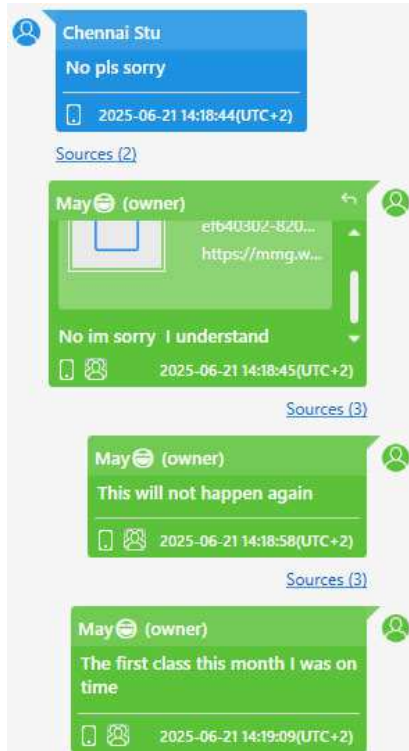 Chennai Stu
No pls sorry
2025-06-21 14:18:44(UTC+2)
Sources (2)
May😁 (owner)
ef640302-820...
https://mmg.w...
No im sorry  I understand
2025-06-21 14:18:45(UTC+2)
Sources (3)
May😁 (owner)
This will not happen again
2025-06-21 14:18:58(UTC+2)
Sources (3)
May😁 (owner)
The first class this month I was on
time
2025-06-21 14:19:09(UTC+2)